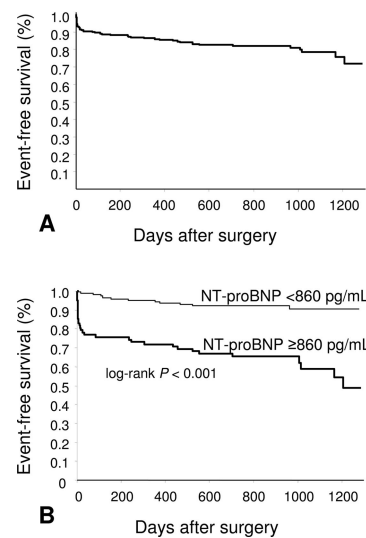 Event-free survival (%)
1.0
0.9
0.8
0.7
0.6
0.5
0.4
0.3
0.2
0.1
0 200 400 600 800 1000 1200
A
Days after surgery
Event-free survival (%)
1.0
0.9
0.8
0.7
0.6
0.5
0.4
0.3
0.2
0.1
0
NT-proBNP <860 pg/mL
NT-proBNP ≥860 pg/mL
log-rank P < 0.001
0 200 400 600 800 1000 1200
B
Days after surgery